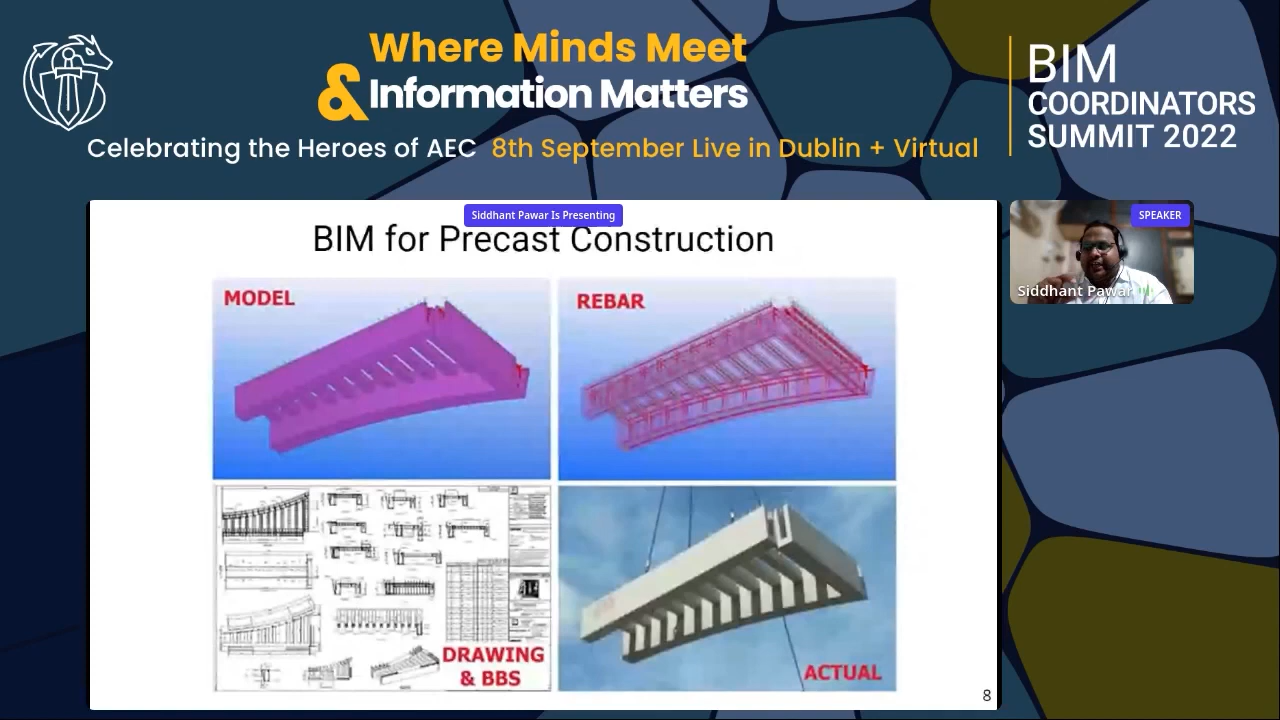 Where Minds Meet
& Information Matters
Celebrating the Heroes of AEC 8th September Live in Dublin + Virtual
BIM
COORDINATORS
SUMMIT 2022
Siddhant Pawar Is Presenting
BIM for Precast Construction
SPEAKER
Siddhant Pawar
MODEL
REBAR
DRAWING
& BBS
ACTUAL
8